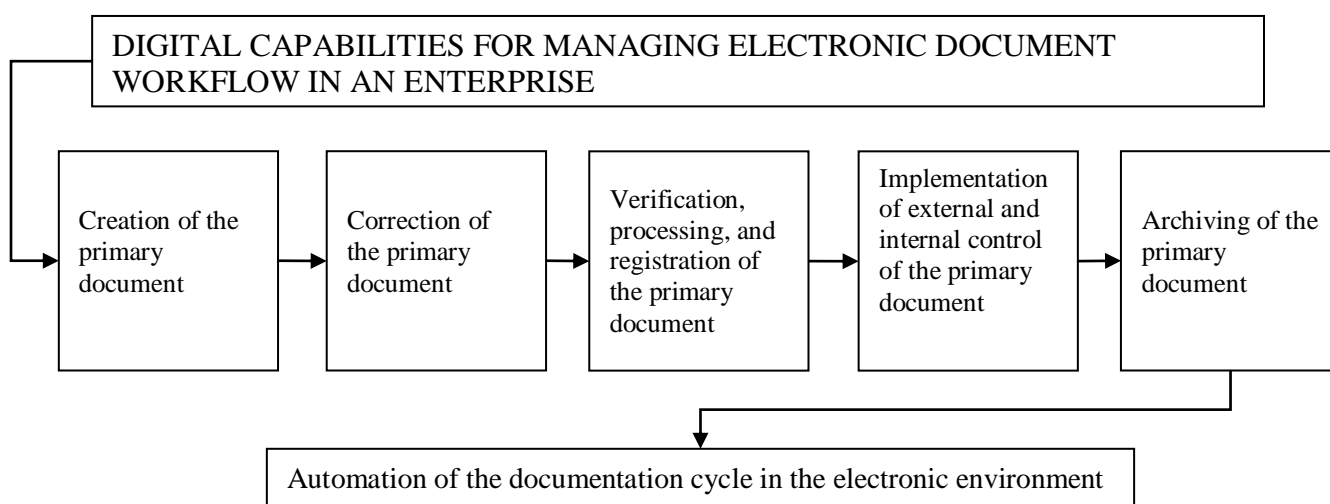 DIGITAL CAPABILITIES FOR MANAGING ELECTRONIC DOCUMENT
WORKFLOW IN AN ENTERPRISE
Creation of the
primary
document
Correction of
the primary
document
Verification,
processing, and
registration of
the primary
document
Implementation
of external and
internal control
of the primary
document
Archiving of the
primary
document
Automation of the documentation cycle in the electronic environment